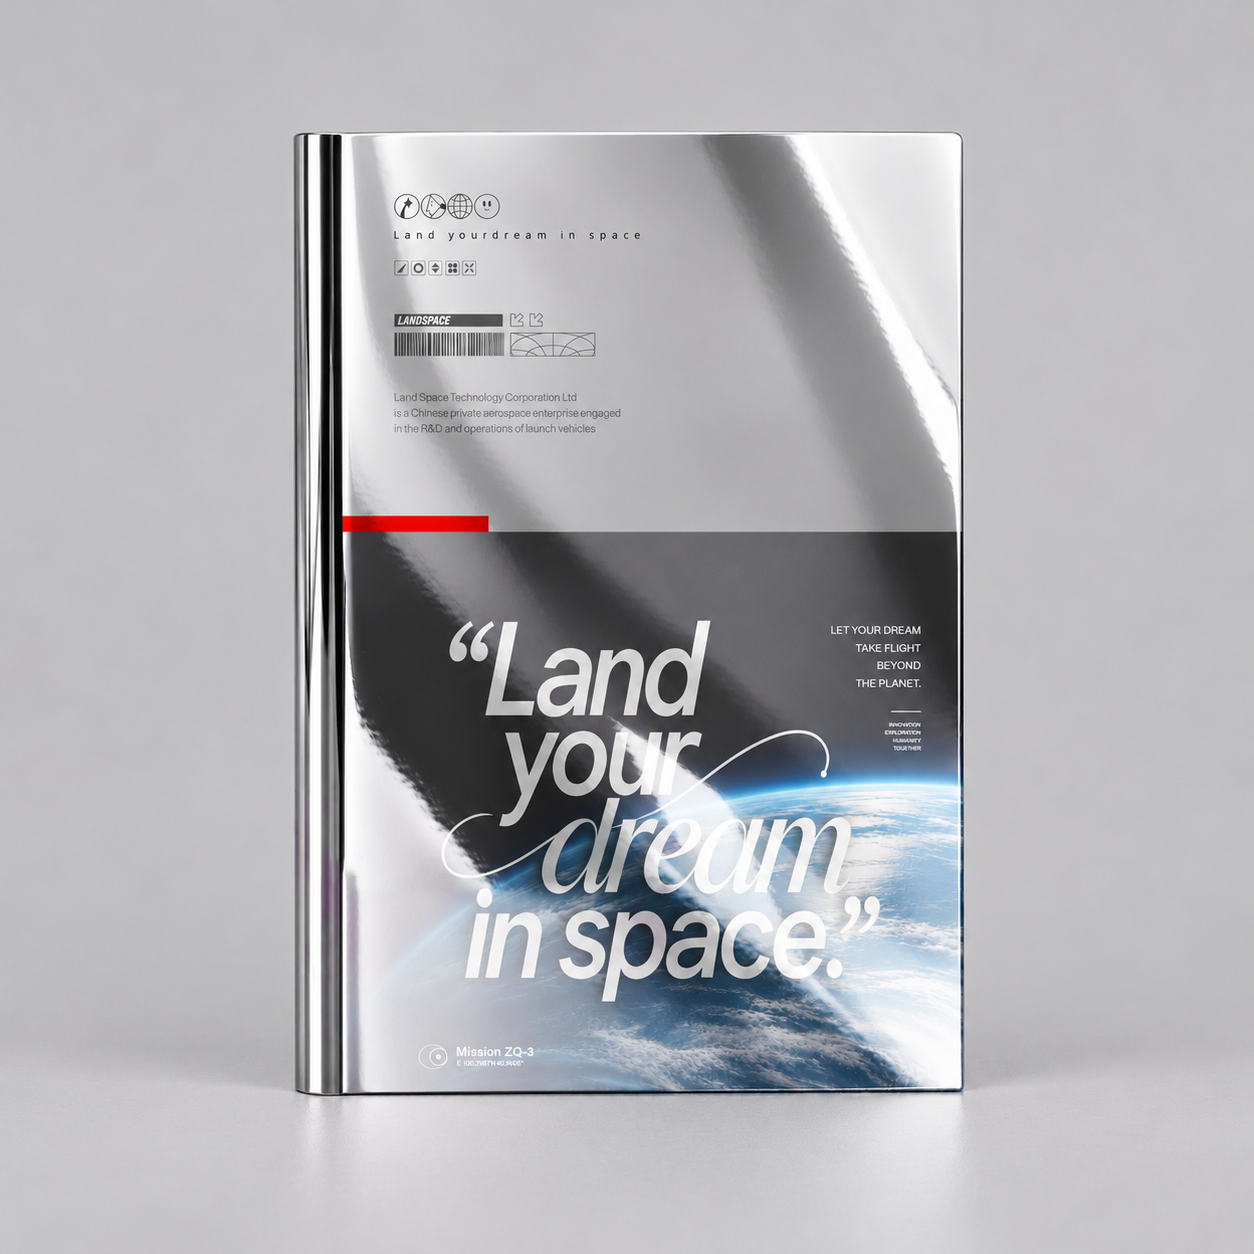 Land yourdream in space
LANDSPACE
Land Space Technology Corporation Ltd
is a Chinese private aerospace enterprise engaged
in the R&D and operations of launch vehicles
“Land
your
dream
in space.”
LET YOUR DREAM
TAKE FLIGHT
BEYOND
THE PLANET.
EXPLORATION
HUMANITY
TOGETHER
Mission ZQ-3